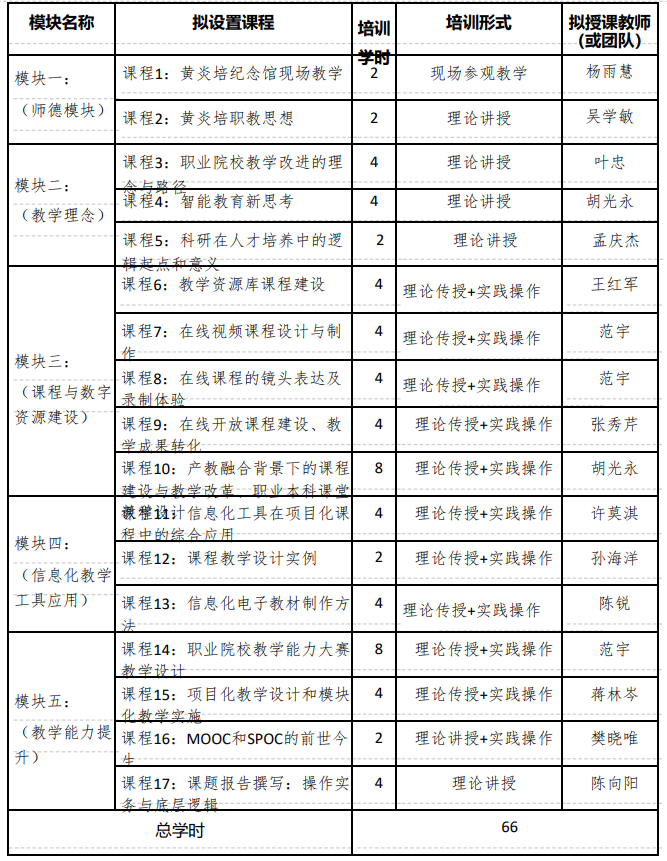 模块名称 拟设置课程 培训学时 培训形式 拟授课教师（或团队）
模块一：
（师德模块）
课程1：黄炎培纪念馆现场教学 2 现场参观教学 杨雨慧
课程2：黄炎培职教思想 2 理论讲授 吴学敏
模块二：
（教学理念）
课程3：职业院校教学改进的理
念与路径 4 理论讲授 叶忠
课程4：智能教育新思考 4 理论讲授 胡光永
课程5：科研在人才培养中的逻
辑起点和意义 2 理论讲授 孟庆杰
模块三：
（课程与数字
资源建设）
课程6：教学资源库课程建设 4 理论传授+实践操作 王红军
课程7：在线视频课程设计与制
作 4 理论传授+实践操作 范宇
课程8：在线课程的镜头表达及
录制体验 4 理论传授+实践操作 范宇
课程9：在线开放课程建设、教
学成果转化 4 理论传授+实践操作 张秀芹
课程10：产教融合背景下的课程
建设与教学改革、职业本科课堂
教学设计 8 理论传授+实践操作 胡光永
模块四：
（信息化教学
工具应用）
课程11：信息化工具在项目化课
程中的综合应用 4 理论传授+实践操作 许莫淇
课程12：课程教学设计实例 2 理论传授+实践操作 孙海洋
课程13：信息化电子教材制作方
法 4 理论传授+实践操作 陈锐
模块五：
（教学能力提
升）
课程14：职业院校教学能力大赛
教学设计 8 理论传授+实践操作 范宇
课程15：项目化教学设计和模块
化教学实施 4 理论传授+实践操作 蒋林岑
课程16：MOOC和SPOC的前世今
生 2 理论讲授+实践操作 樊晓唯
课程17：课题报告撰写：操作实
务与底层逻辑 4 理论讲授 陈向阳
总学时 66